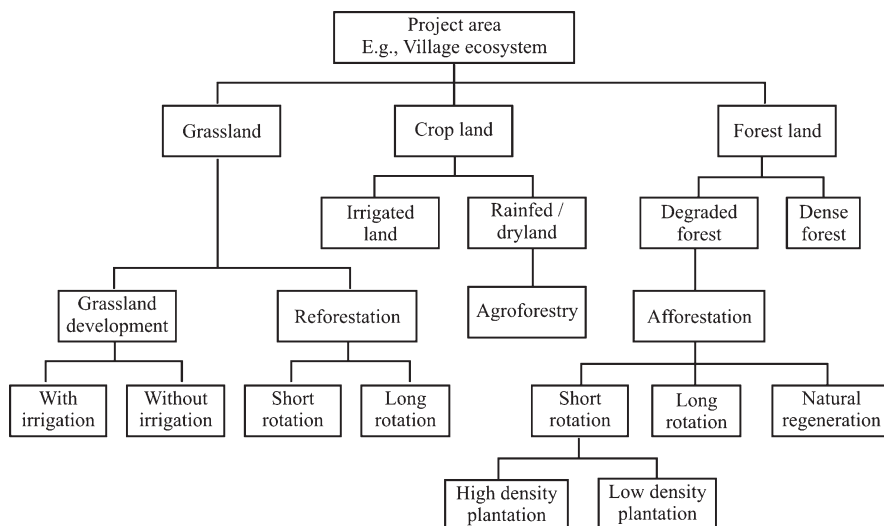 Project area
E.g., Village ecosystem
Grassland
Crop land
Forest land
Irrigated
land
Rainfed /
dryland
Degraded
forest
Dense
forest
Grassland
development
Reforestation
Agroforestry
Afforestation
With
irrigation
Without
irrigation
Short
rotation
Long
rotation
Short
rotation
Long
rotation
Natural
regeneration
High density
plantation
Low density
plantation